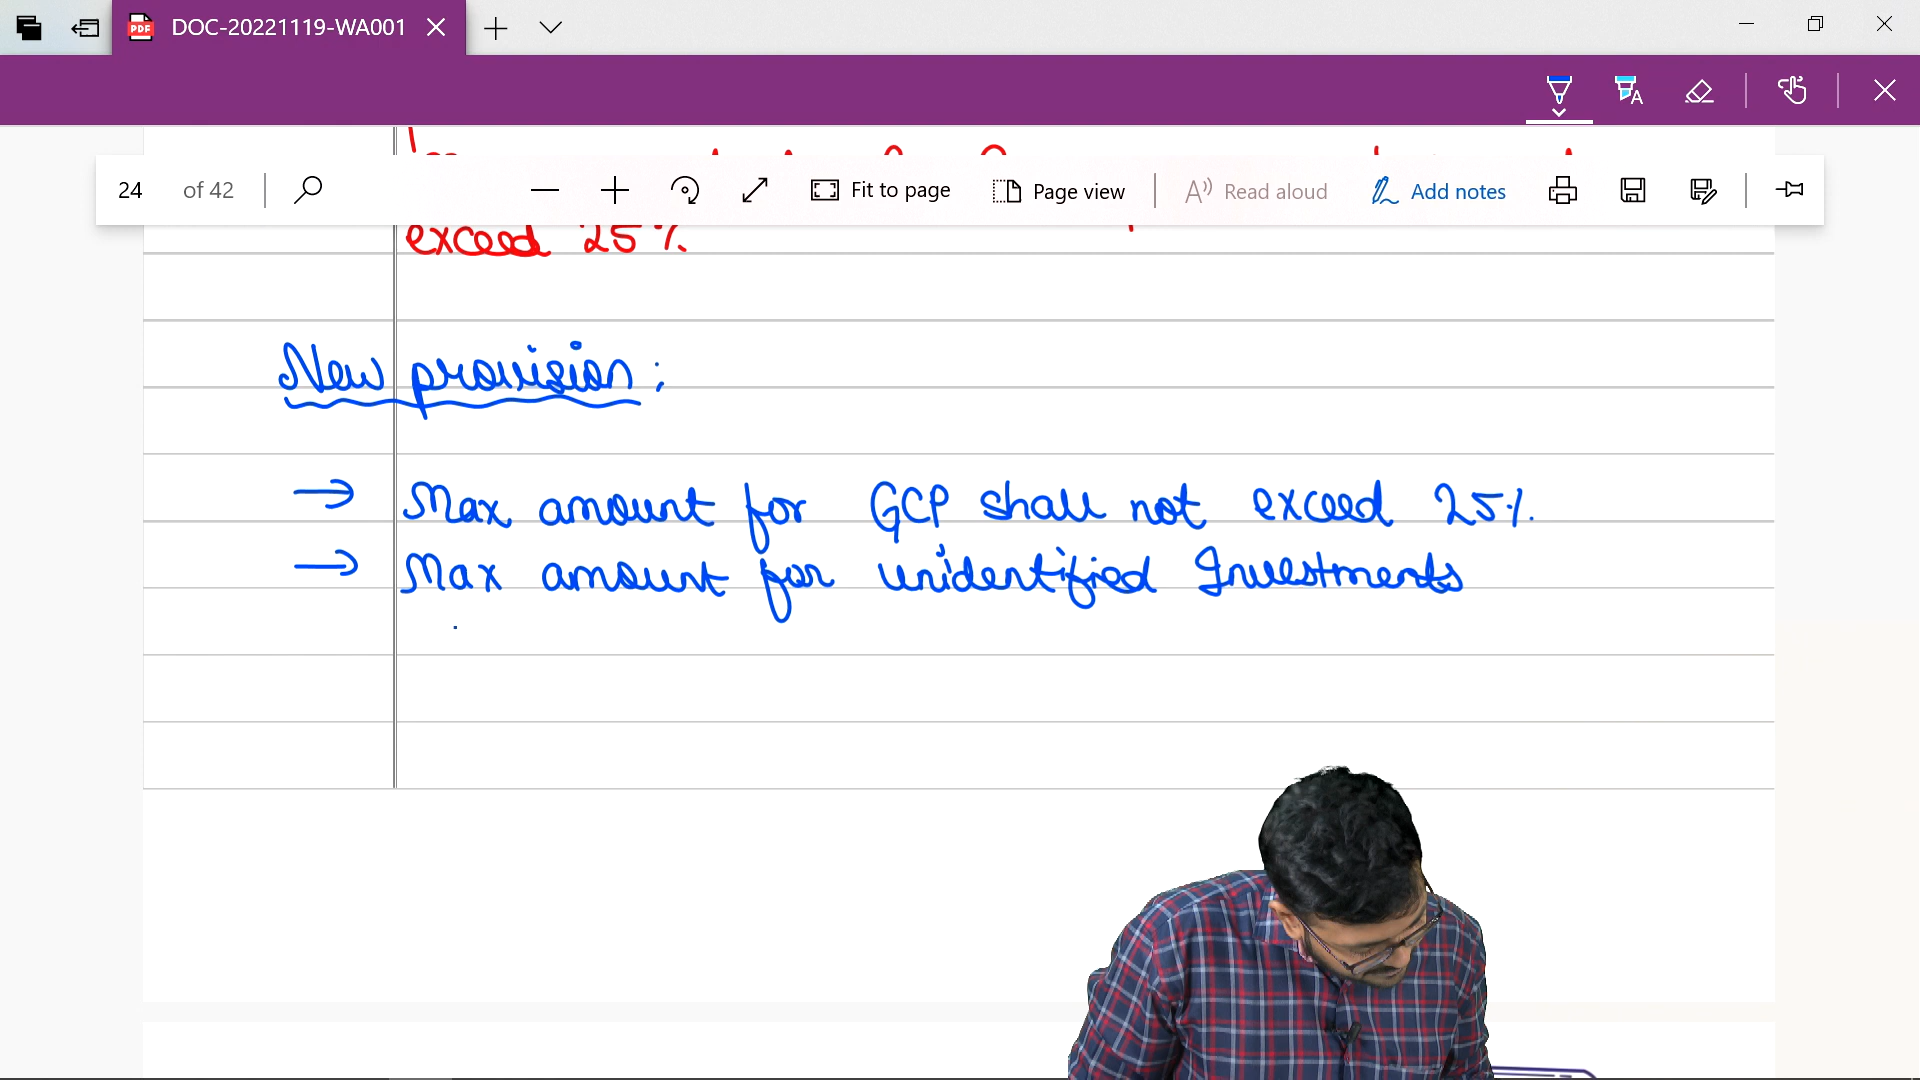 DOC-20221119-WA001
24 of 42 Fit to page Page view Read aloud Add notes
exceed 25%
New provision:
→ Max amount for GCP shall not exceed 25%.
→ Max amount for unidentified Investments